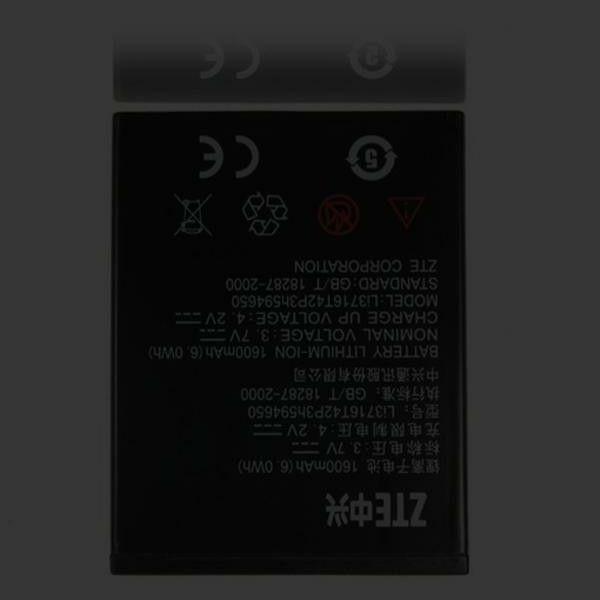 ZTE中兴
锂离子电池 1600mAh(6.0Wh)
标称电压:3.7V
充电限制电压:4.2V
型号:Li3716T42P3h594650
执行标准:GB/T 18287-2000
中兴通讯股份有限公司
BATTERY LITHIUM-ION 1600mAh(6.0Wh)
NOMINAL VOLTAGE:3.7V
CHARGE UP VOLTAGE:4.2V
MODEL:Li3716T42P3h594650
STANDARD:GB/T 18287-2000
ZTE CORPORATION
5 CE
5 CE